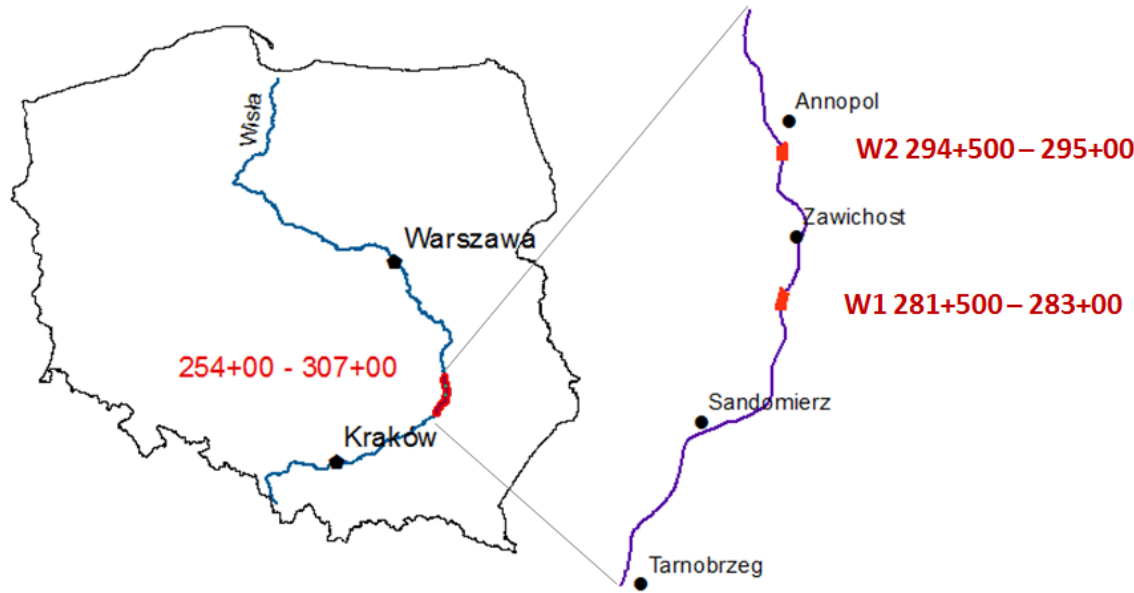 Wisła
Warszawa
254+00 - 307+00
Kraków
Annopol
W2 294+500 – 295+00
Zawichost
W1 281+500 – 283+00
Sandomierz
Tarnobrzeg